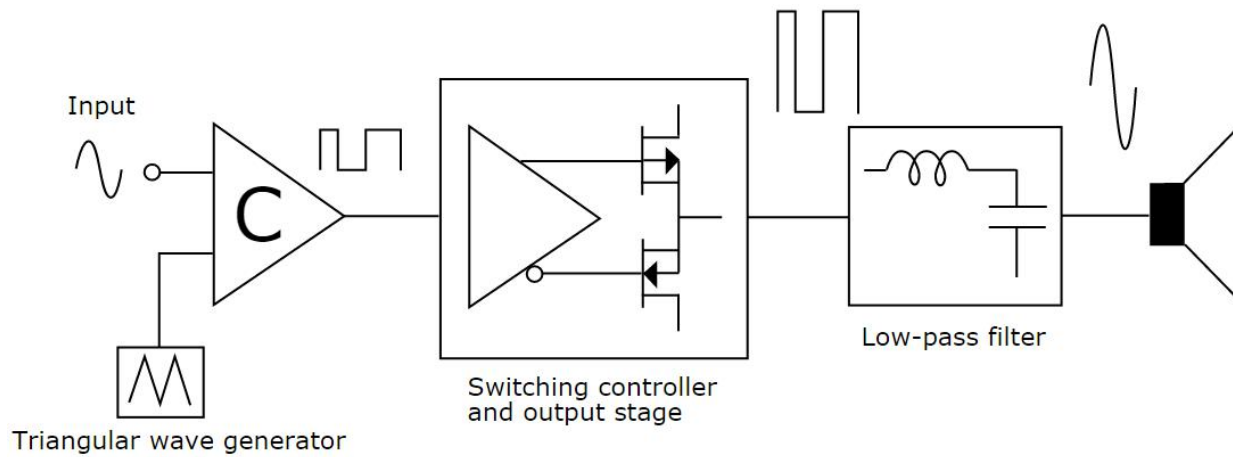 Input
C
Switching controller
and output stage
Low-pass filter
Triangular wave generator